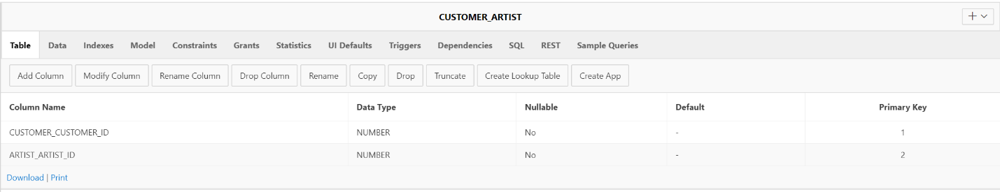 CUSTOMER_ARTIST
Table Data Indexes Model Constraints Grants Statistics UI Defaults Triggers Dependencies SQL REST Sample Queries
Add Column Modify Column Rename Column Drop Column Rename Copy Drop Truncate Create Lookup Table Create App
Column Name Data Type Nullable Default Primary Key
CUSTOMER_CUSTOMER_ID NUMBER No - 1
ARTIST_ARTIST_ID NUMBER No - 2
Download | Print